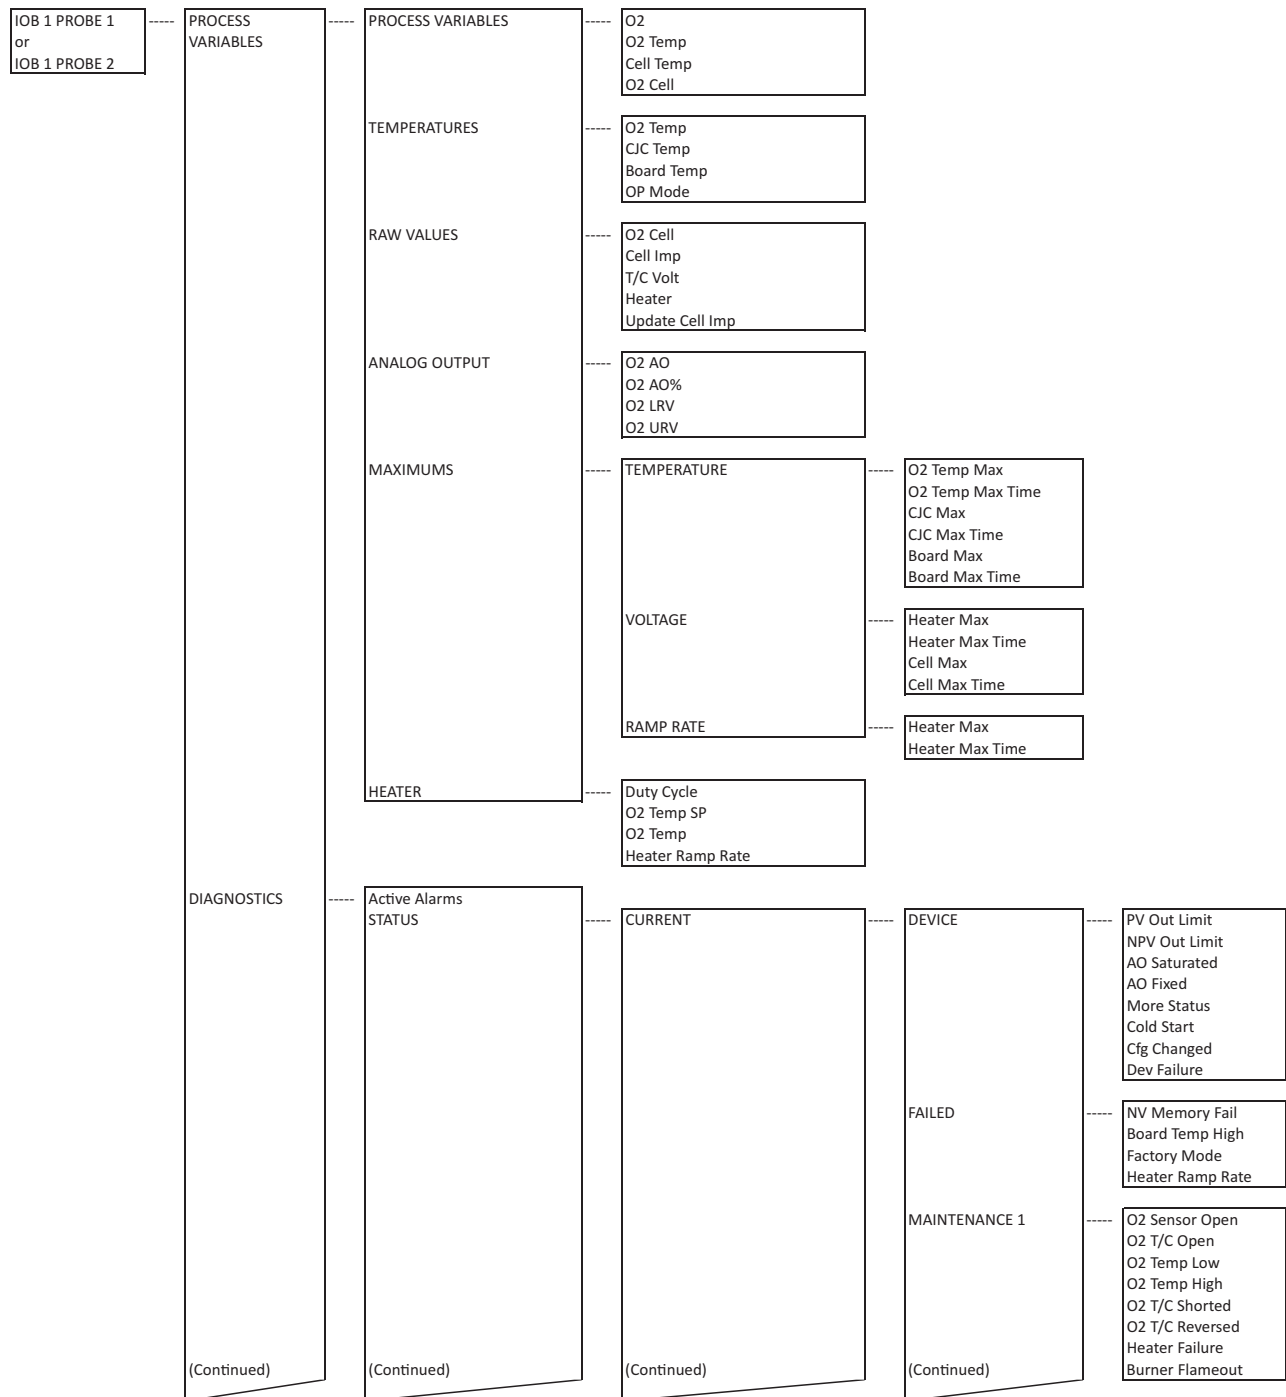 IOB 1 PROBE 1
or
IOB 1 PROBE 2
PROCESS
VARIABLES
PROCESS VARIABLES
O2
O2 Temp
Cell Temp
O2 Cell
TEMPERATURES
O2 Temp
CJC Temp
Board Temp
OP Mode
RAW VALUES
O2 Cell
Cell Imp
T/C Volt
Heater
Update Cell Imp
ANALOG OUTPUT
O2 AO
O2 AO%
O2 LRV
O2 URV
MAXIMUMS
TEMPERATURE
O2 Temp Max
O2 Temp Max Time
CJC Max
CJC Max Time
Board Max
Board Max Time
VOLTAGE
Heater Max
Heater Max Time
Cell Max
Cell Max Time
RAMP RATE
Heater Max
Heater Max Time
HEATER
Duty Cycle
O2 Temp SP
O2 Temp
Heater Ramp Rate
DIAGNOSTICS
Active Alarms
STATUS
CURRENT
DEVICE
PV Out Limit
NPV Out Limit
AO Saturated
AO Fixed
More Status
Cold Start
Cfg Changed
Dev Failure
FAILED
NV Memory Fail
Board Temp High
Factory Mode
Heater Ramp Rate
MAINTENANCE 1
O2 Sensor Open
O2 T/C Open
O2 Temp Low
O2 Temp High
O2 T/C Shorted
O2 T/C Reversed
Heater Failure
Burner Flameout
(Continued)
(Continued)
(Continued)
(Continued)